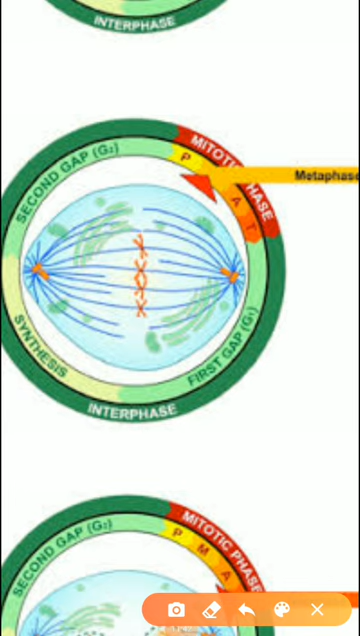 INTERPHASE
SECOND GAP (G₂)
MITOTIC PHASE
P
A
T
Metaphase
SYNTHESIS
FIRST GAP (G₁)
INTERPHASE
SECOND GAP (G₂)
MITOTIC PHASE
P
M
A